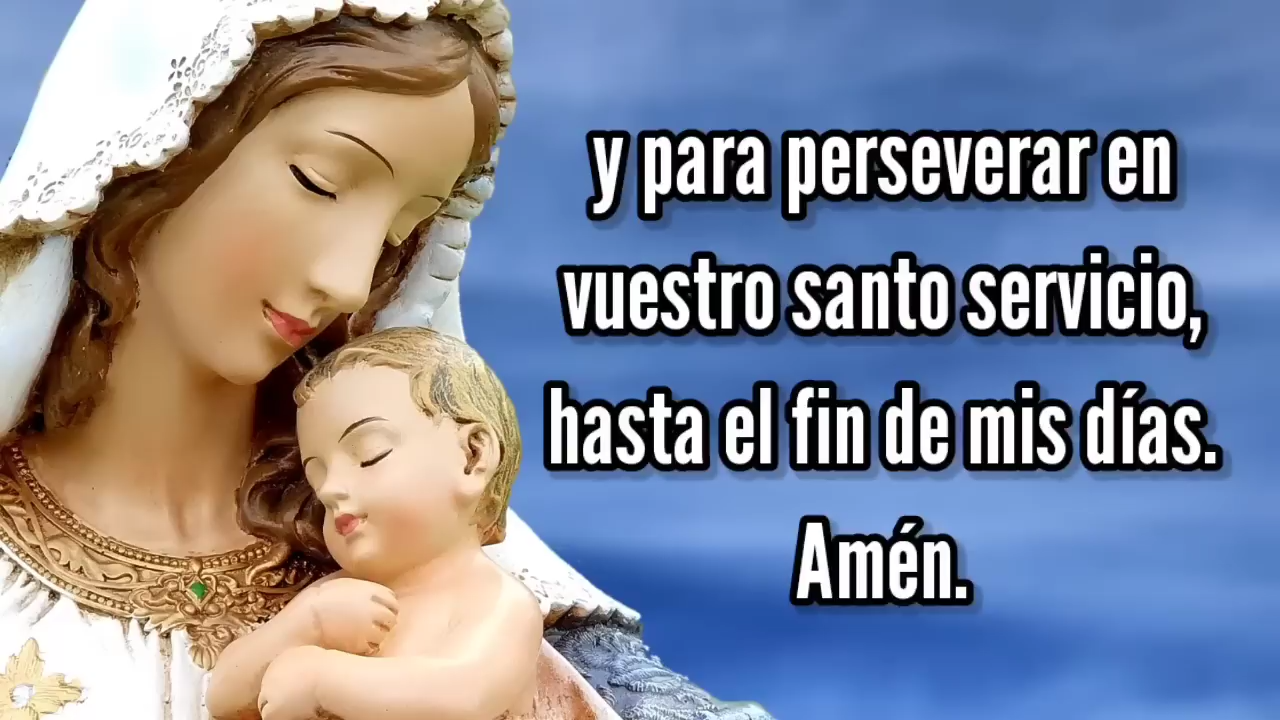 y para perseverar en
vuestro santo servicio,
hasta el fin de mis días.
Amén.